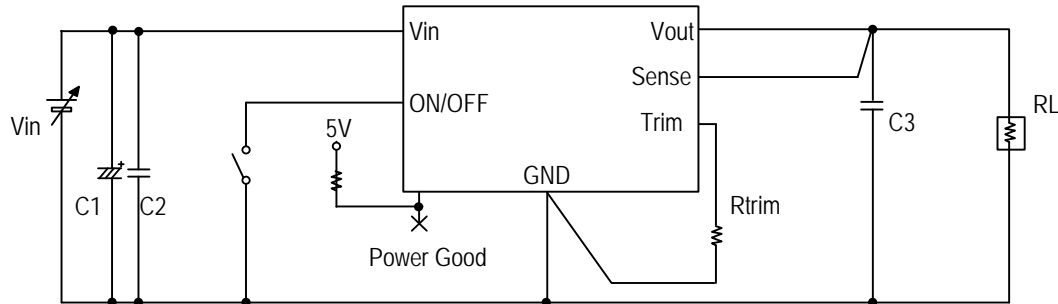 Vin
Vout
Sense
ON/OFF
Trim
Vin
5V
C3
RL
GND
C1
+
C2
Rtrim
Power Good